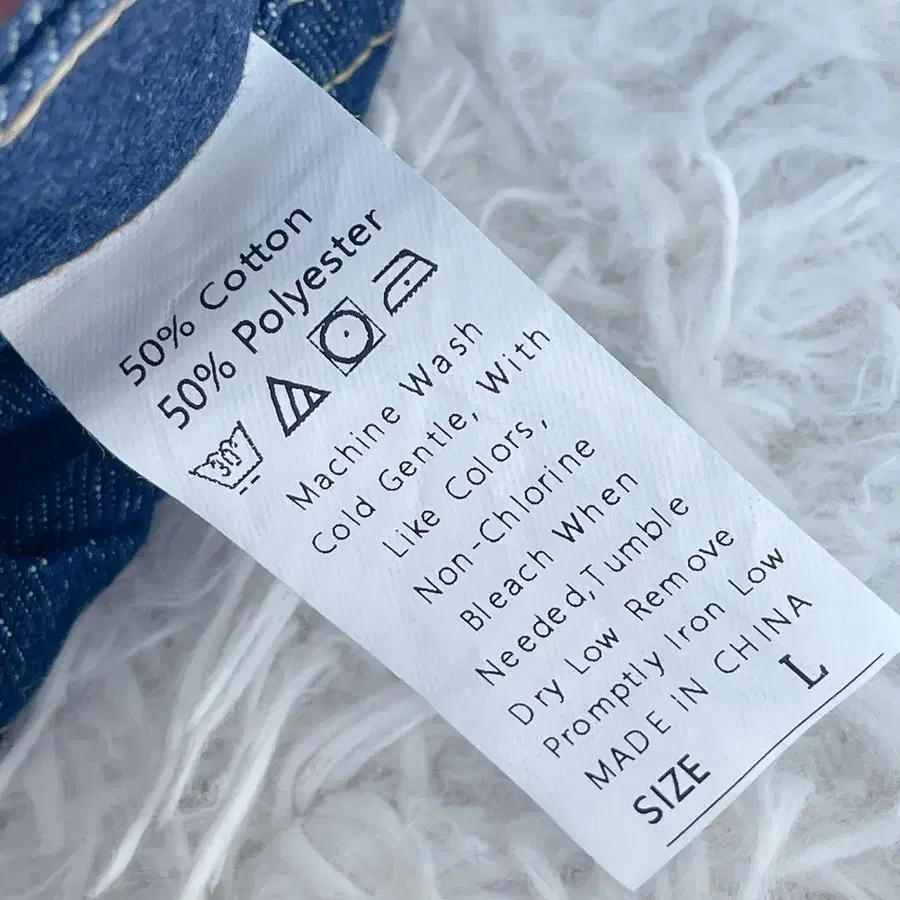 50% Cotton
50% Polyester
30
Machine Wash
Cold Gentle, With
Like Colors,
Non-Chlorine
Bleach When
Needed,Tumble
Dry Low Remove
Promptly Iron Low
MADE IN CHINA
SIZE L